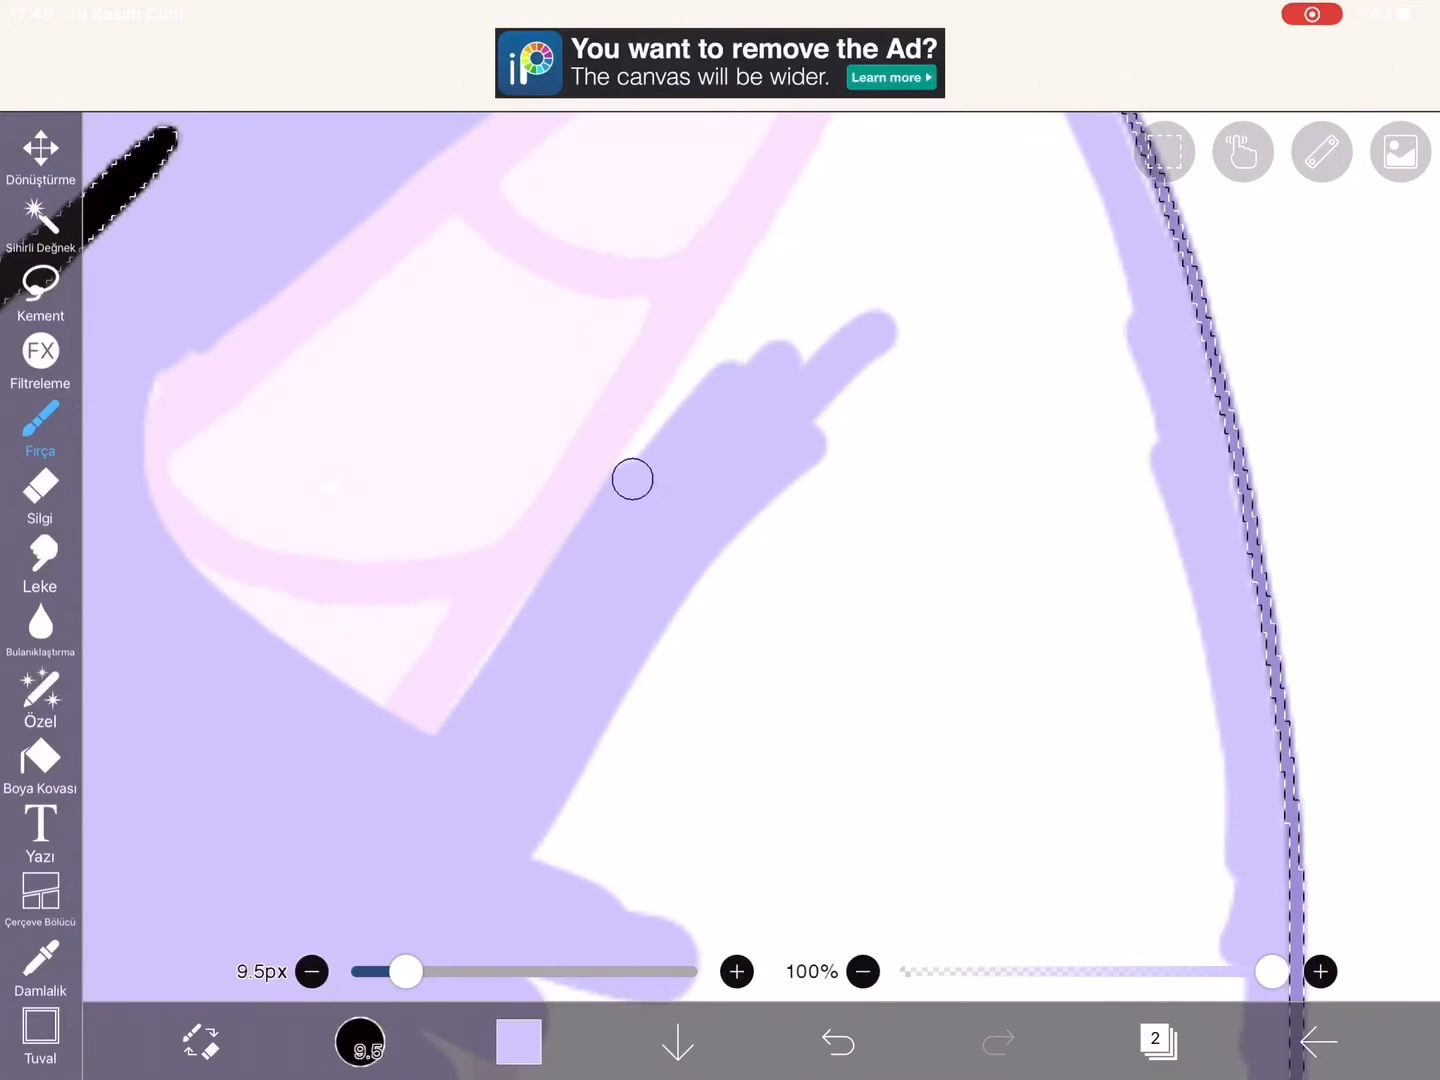 17:49 19 Kasım Cum
%43
You want to remove the Ad?
The canvas will be wider.
Learn more
iP
Dönüştürme
Sihirli Değnek
Kement
FX
Filtreleme
Fırça
Silgi
Leke
Bulanıklaştırma
Özel
Boya Kovası
T
Yazı
Çerçeve Bölücü
Damlalık
Tuval
9.5px
100%
9.5
2